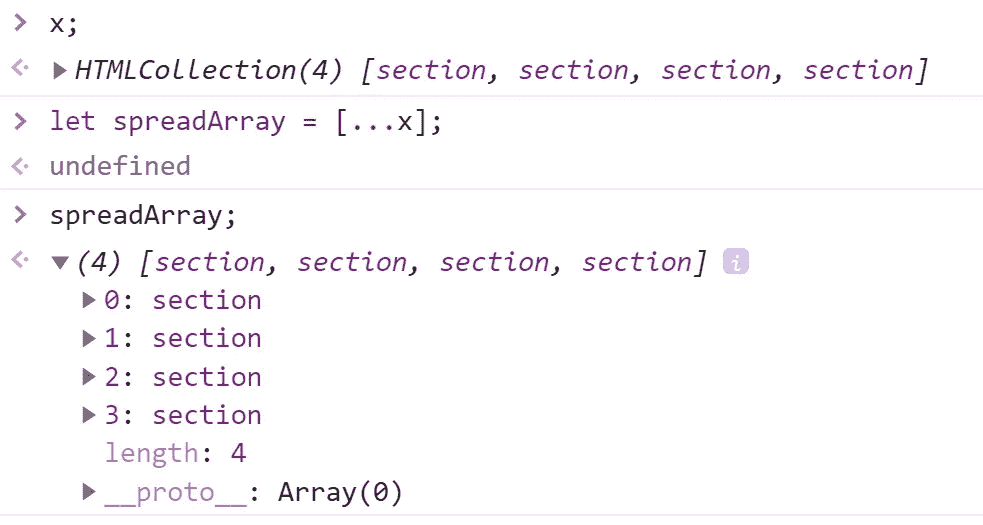 x;
HTMLCollection(4) [section, section, section, section]
let spreadArray = [...x];
undefined
spreadArray;
(4) [section, section, section, section] i
0: section
1: section
2: section
3: section
length: 4
__proto__: Array(0)